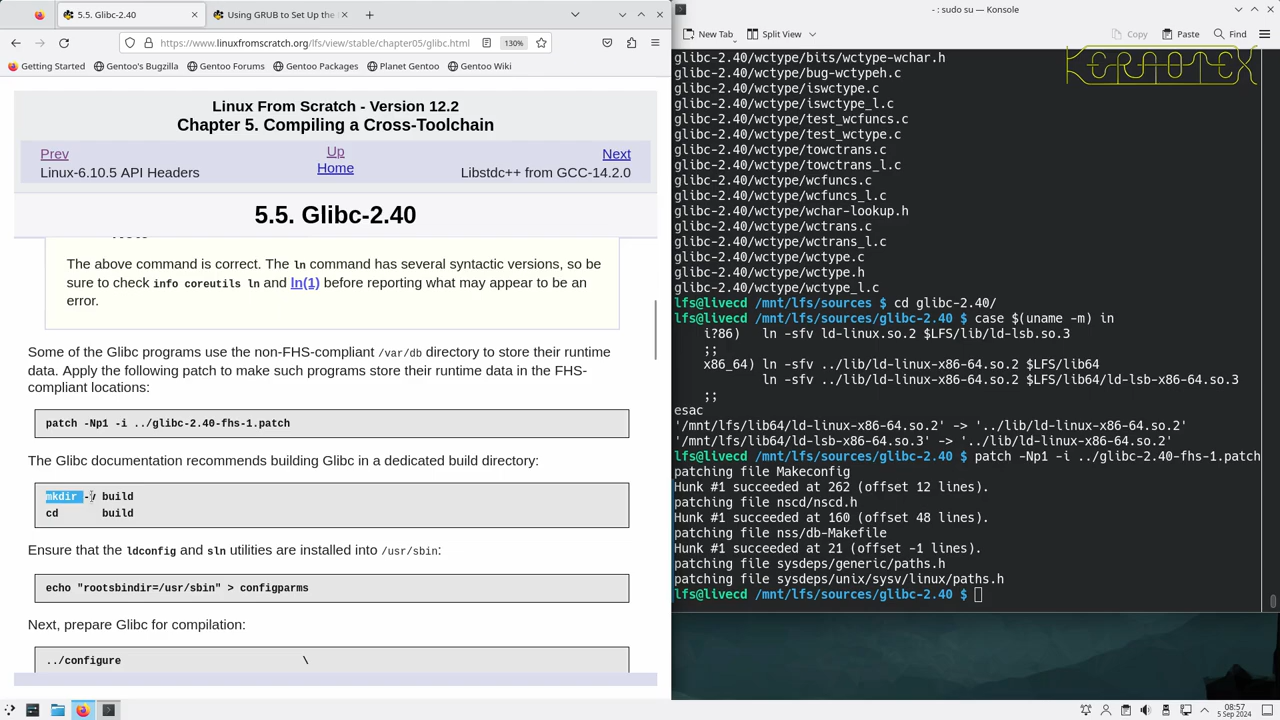 5.5. Glibc-2.40
Using GRUB to Set Up the
https://www.linuxfromscratch.org/lfs/view/stable/chapter05/glibc.html
130%
Getting Started
Gentoo's Bugzilla
Gentoo Forums
Gentoo Packages
Planet Gentoo
Gentoo Wiki
Linux From Scratch - Version 12.2
Chapter 5. Compiling a Cross-Toolchain
Prev
Up
Next
Linux-6.10.5 API Headers
Home
Libstdc++ from GCC-14.2.0
5.5. Glibc-2.40
The above command is correct. The ln command has several syntactic versions, so be
sure to check info coreutils ln and ln(1) before reporting what may appear to be an
error.
Some of the Glibc programs use the non-FHS-compliant /var/db directory to store their runtime
data. Apply the following patch to make such programs store their runtime data in the FHS-
compliant locations:
patch -Np1 -i ../glibc-2.40-fhs-1.patch
The Glibc documentation recommends building Glibc in a dedicated build directory:
mkdir -v build
cd build
Ensure that the ldconfig and sln utilities are installed into /usr/sbin:
echo "rootsbindir=/usr/sbin" > configparms
Next, prepare Glibc for compilation:
../configure \
- : sudo su — Konsole
New Tab
Split View
Copy
Paste
Find
KERNOTEX
glibc-2.40/wctype/bits/wctype-wchar.h
glibc-2.40/wctype/bug-wctypeh.c
glibc-2.40/wctype/iswctype.c
glibc-2.40/wctype/iswctype_l.c
glibc-2.40/wctype/test_wcfuncs.c
glibc-2.40/wctype/test_wctype.c
glibc-2.40/wctype/towctrans.c
glibc-2.40/wctype/towctrans_l.c
glibc-2.40/wctype/wcfuncs.c
glibc-2.40/wctype/wcfuncs_l.c
glibc-2.40/wctype/wchar-lookup.h
glibc-2.40/wctype/wctrans.c
glibc-2.40/wctype/wctrans_l.c
glibc-2.40/wctype/wctype.c
glibc-2.40/wctype/wctype.h
glibc-2.40/wctype/wctype_l.c
lfs@livecd /mnt/lfs/sources $ cd glibc-2.40/
lfs@livecd /mnt/lfs/sources/glibc-2.40 $ case $(uname -m) in
i?86) ln -sfv ld-linux.so.2 $LFS/lib/ld-lsb.so.3
;;
x86_64) ln -sfv ../lib/ld-linux-x86-64.so.2 $LFS/lib64
ln -sfv ../lib/ld-linux-x86-64.so.2 $LFS/lib64/ld-lsb-x86-64.so.3
;;
esac
'/mnt/lfs/lib64/ld-linux-x86-64.so.2' -> '../lib/ld-linux-x86-64.so.2'
'/mnt/lfs/lib64/ld-lsb-x86-64.so.3' -> '../lib/ld-linux-x86-64.so.2'
lfs@livecd /mnt/lfs/sources/glibc-2.40 $ patch -Np1 -i ../glibc-2.40-fhs-1.patch
patching file Makeconfig
Hunk #1 succeeded at 262 (offset 12 lines).
patching file nscd/nscd.h
Hunk #1 succeeded at 160 (offset 48 lines).
patching file nss/db-Makefile
Hunk #1 succeeded at 21 (offset -1 lines).
patching file sysdeps/generic/paths.h
patching file sysdeps/unix/sysv/linux/paths.h
lfs@livecd /mnt/lfs/sources/glibc-2.40 $
08:57
5 Sep 2024